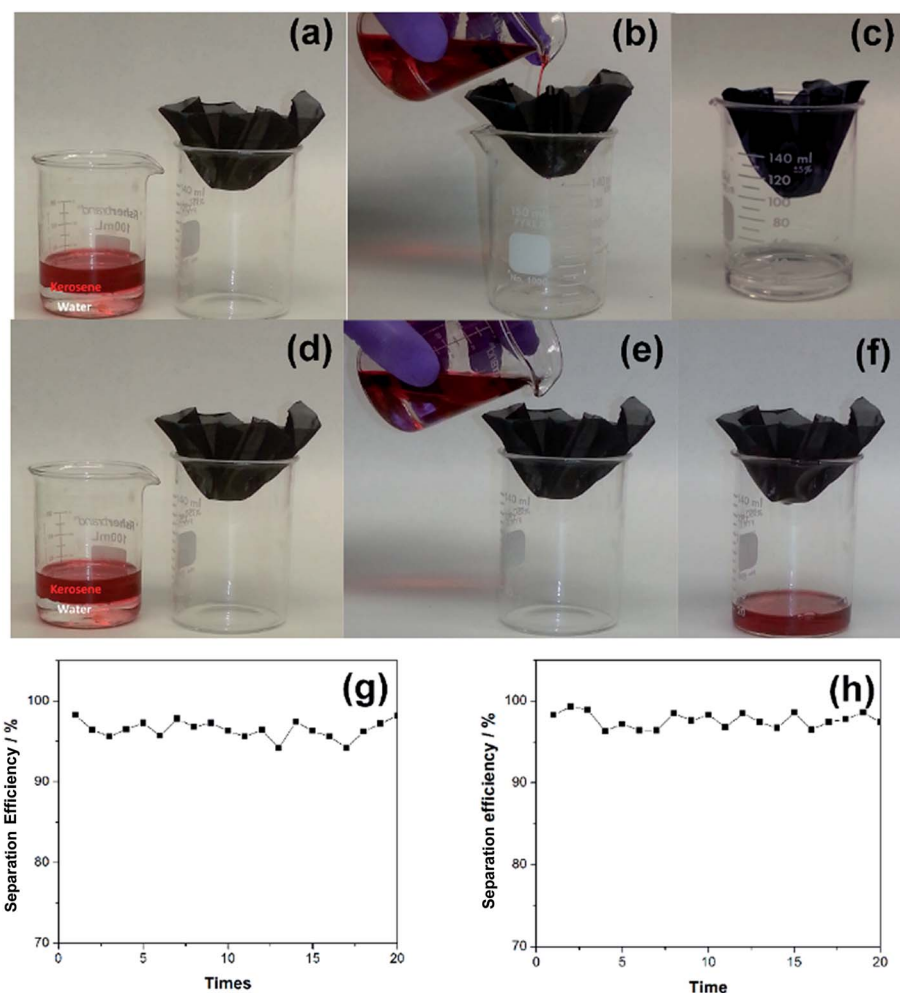 (a)
Kerosene
Water
100mL
(b)
(c)
140 ml
±5%
120
100
80
(d)
Kerosene
Water
100mL
(e)
(f)
(g)
100
90
80
70
0
5
10
15
20
Separation Efficiency / %
Times
(h)
100
90
80
70
0
5
10
15
20
Separation efficiency / %
Time